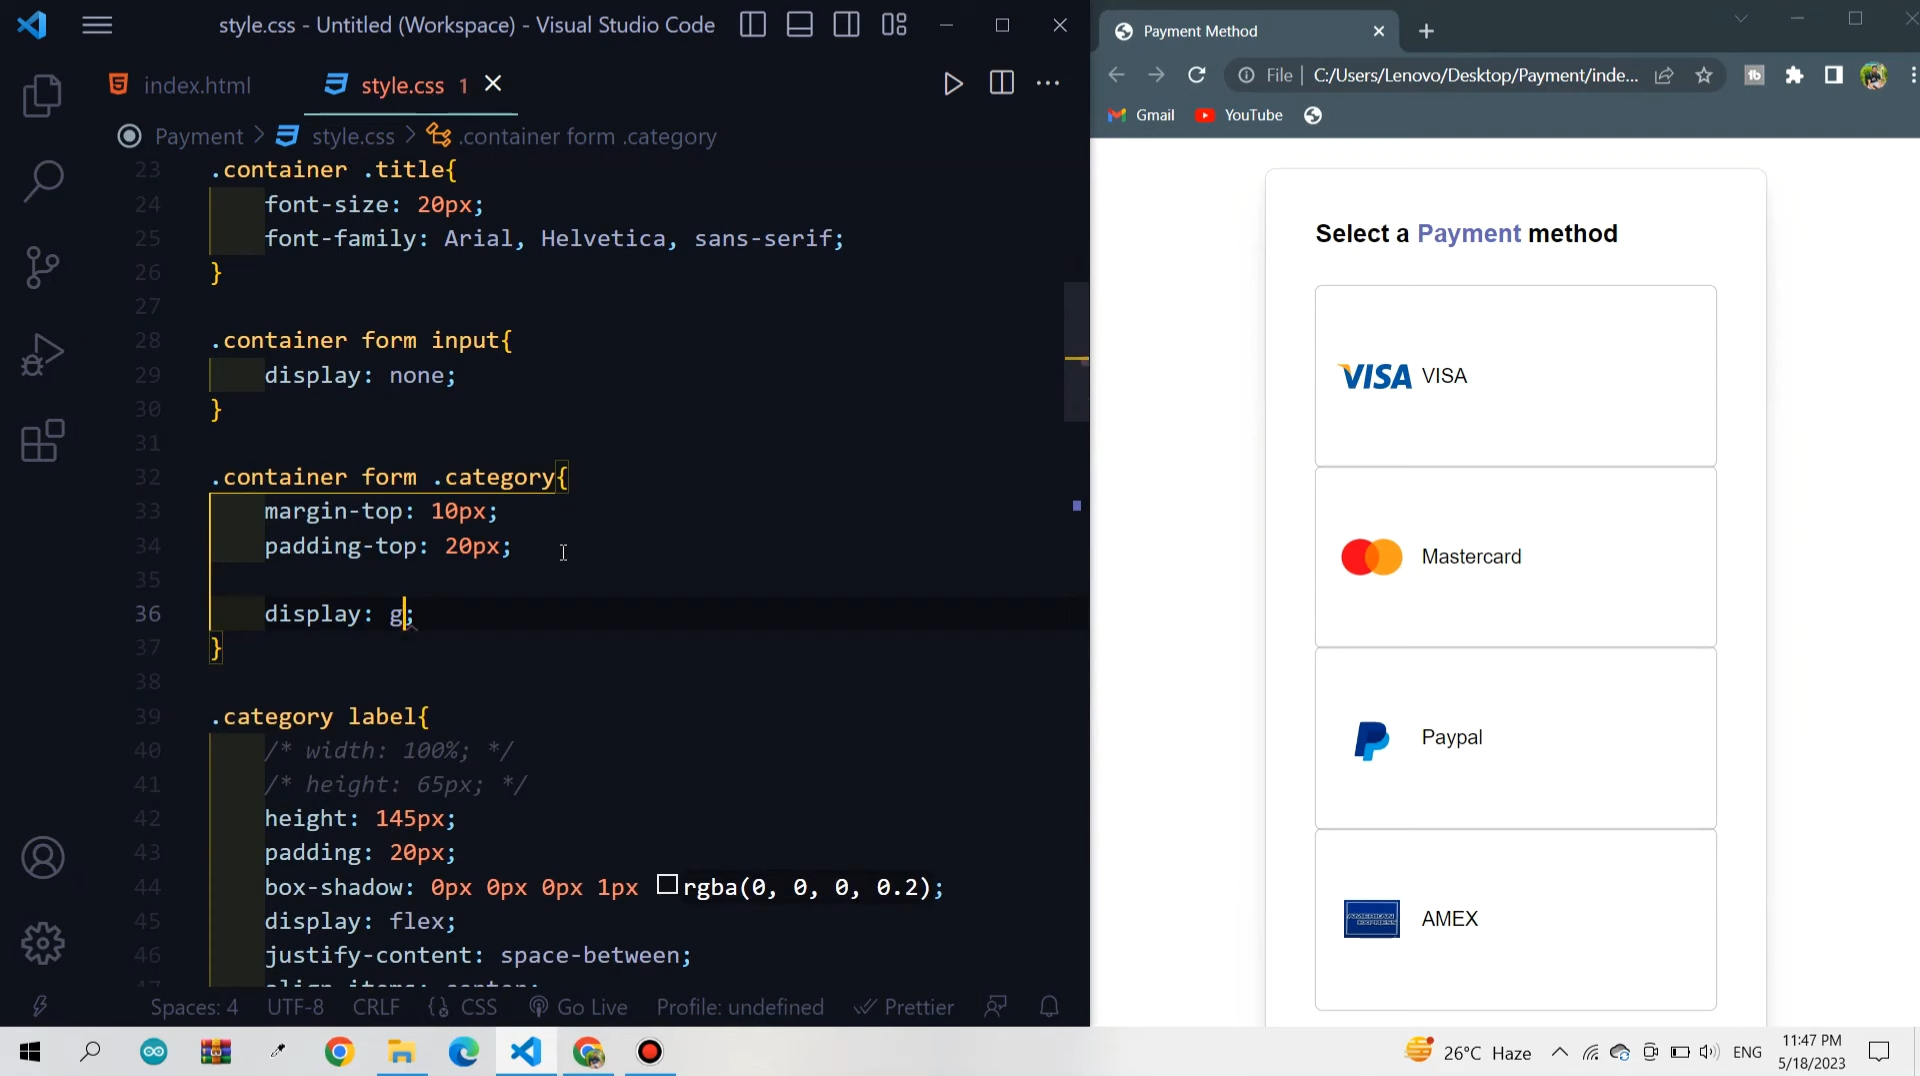 style.css - Untitled (Workspace) - Visual Studio Code
index.html
style.css 1
Payment > style.css > .container form .category
23 .container .title{
24 font-size: 20px;
25 font-family: Arial, Helvetica, sans-serif;
26 }
27
28 .container form input{
29 display: none;
30 }
31
32 .container form .category{
33 margin-top: 10px;
34 padding-top: 20px;
35
36 display: g;
37 }
38
39 .category label{
40 /* width: 100%; */
41 /* height: 65px; */
42 height: 145px;
43 padding: 20px;
44 box-shadow: 0px 0px 0px 1px rgba(0, 0, 0, 0.2);
45 display: flex;
46 justify-content: space-between;
Spaces: 4 UTF-8 CRLF {} CSS Go Live Profile: undefined Prettier
Payment Method
File | C:/Users/Lenovo/Desktop/Payment/inde...
Gmail YouTube
Select a Payment method
VISA VISA
Mastercard
Paypal
AMERICAN EXPRESS AMEX
26°C Haze
ENG
11:47 PM
5/18/2023